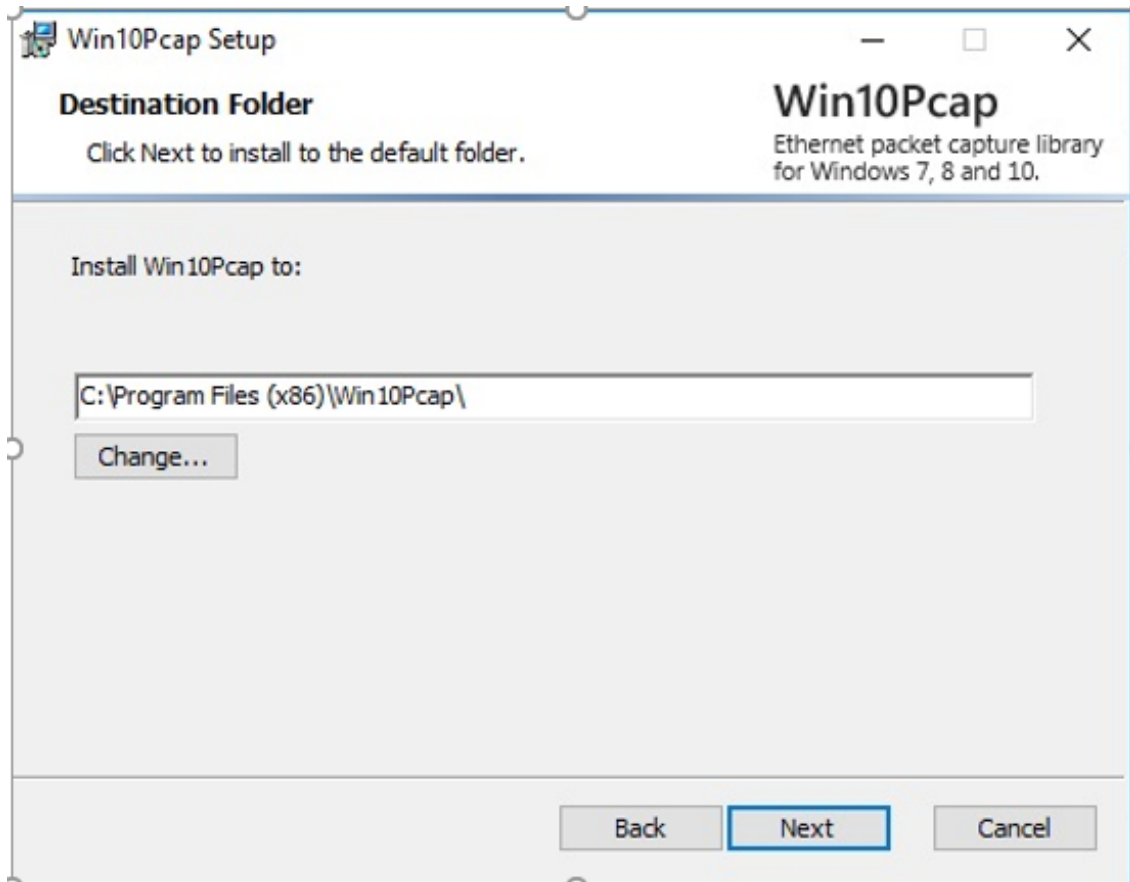 Win10Pcap Setup
Destination Folder
Click Next to install to the default folder.
Win10Pcap
Ethernet packet capture library
for Windows 7, 8 and 10.
Install Win10Pcap to:
C:\Program Files (x86)\Win10Pcap\
Change...
Back
Next
Cancel